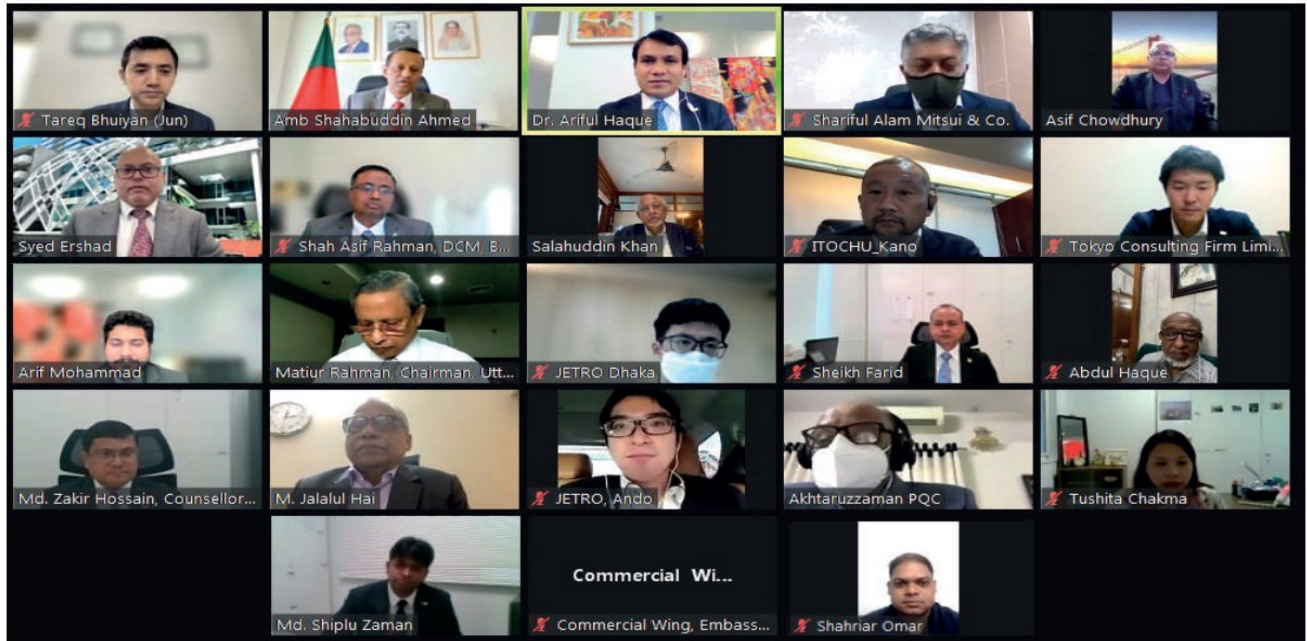 Tareq Bhuiyan (Jun)
Amb Shahabuddin Ahmed
Dr. Ariful Haque
Shariful Alam Mitsui & Co.
Asif Chowdhury
Syed Ershad
Shah Asif Rahman, DCM, B...
Salahuddin Khan
ITOCHU_Kano
Tokyo Consulting Firm Limi...
Arif Mohammad
Matiur Rahman, Chairman, Utt...
JETRO Dhaka
Sheikh Farid
Abdul Haque
Md. Zakir Hossain, Counsellor...
M. Jalalul Hai
JETRO, Ando
Akhtaruzzaman PQC
Tushita Chakma
Md. Shiplu Zaman
Commercial Wi...
Commercial Wing, Embass...
Shahriar Omar